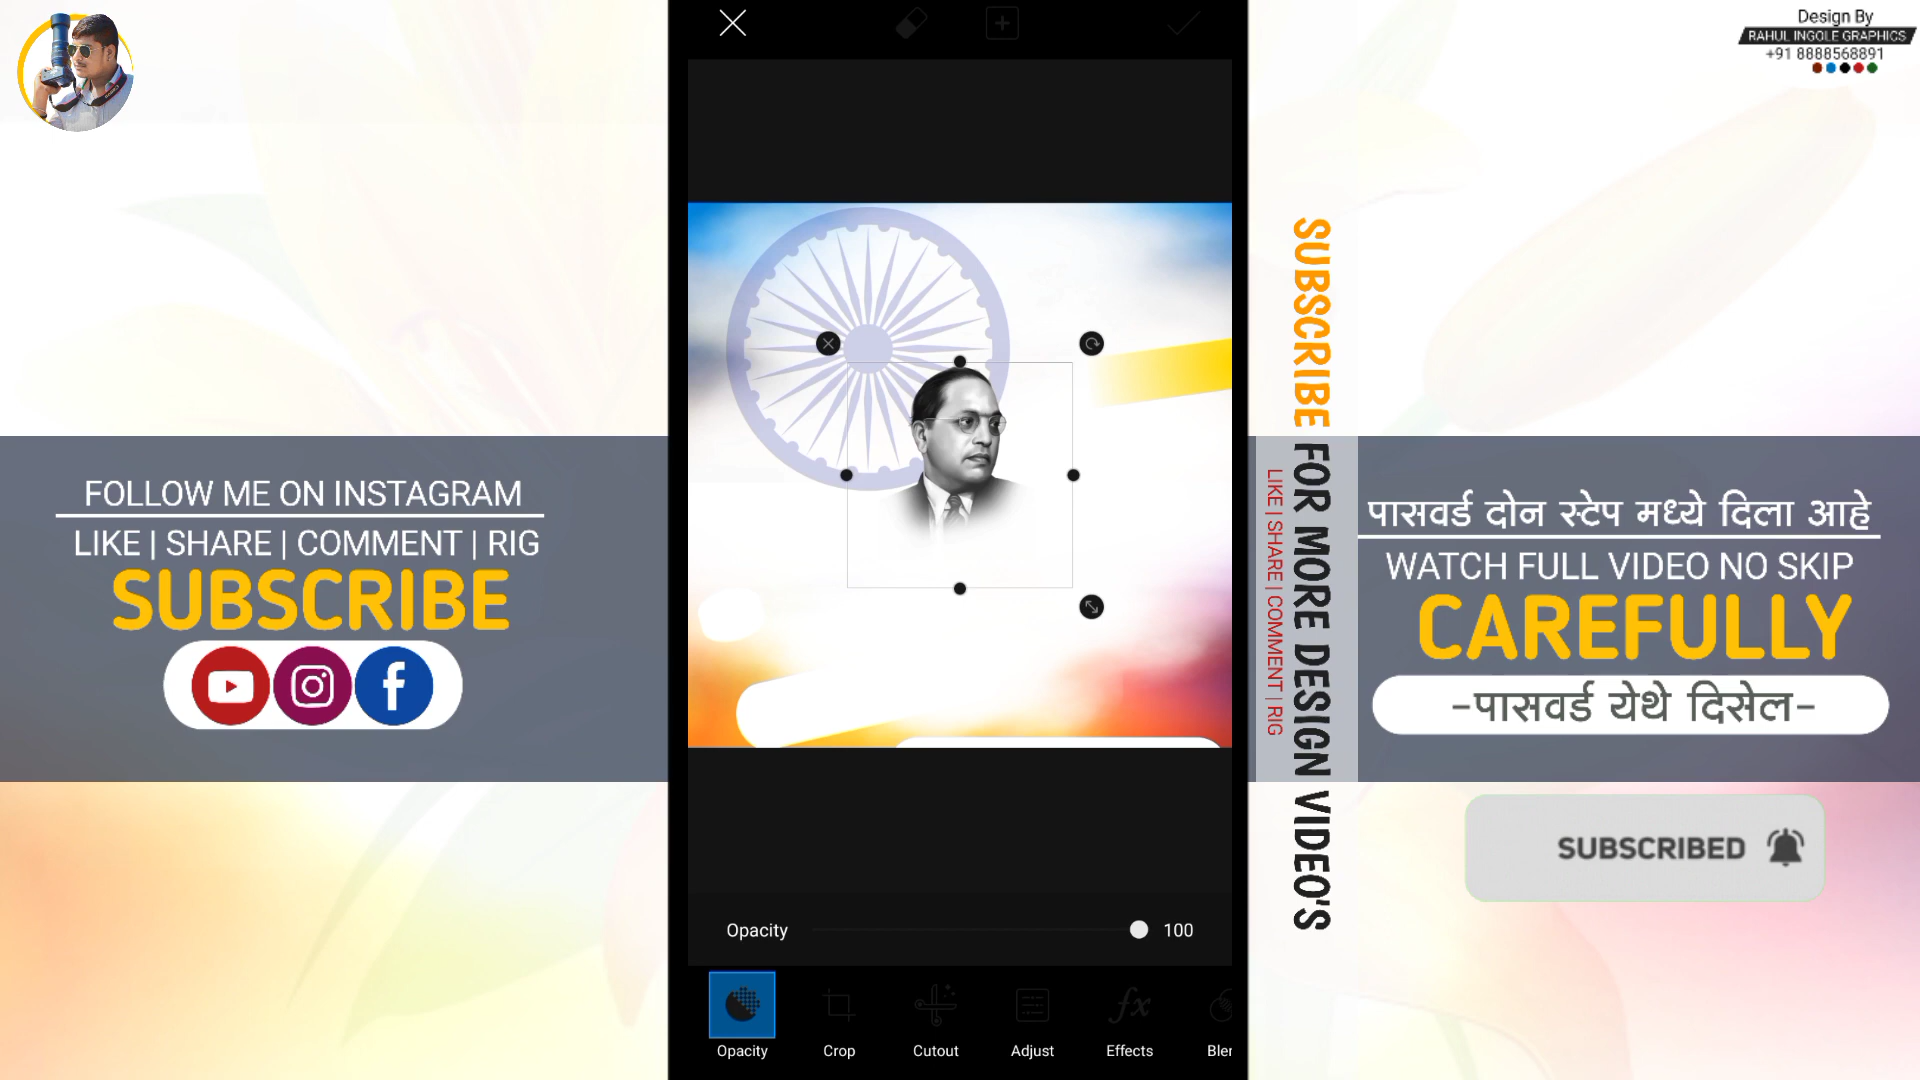 Design By
RAHUL INGOLE GRAPHICS
+91 8888568891
FOLLOW ME ON INSTAGRAM
LIKE | SHARE | COMMENT | RIG
SUBSCRIBE
Opacity 100
Opacity
Crop
Cutout
Adjust
fx
Effects
Bler
SUBSCRIBE FOR MORE DESIGN VIDEO'S
LIKE | SHARE | COMMENT | RIG
पासवर्ड दोन स्टेप मध्ये दिला आहे
WATCH FULL VIDEO NO SKIP
CAREFULLY
-पासवर्ड येथे दिसेल-
SUBSCRIBED